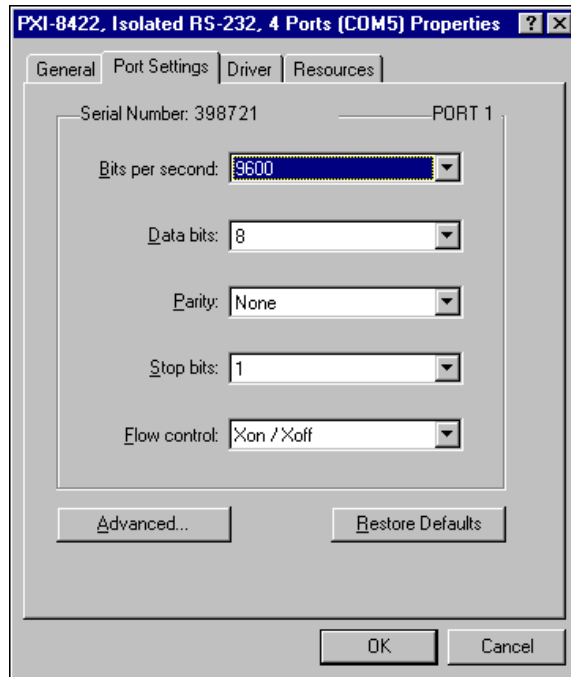 PXI-8422, Isolated RS-232, 4 Ports (COM5) Properties ? ×
General Port Settings Driver Resources
Serial Number: 398721 PORT 1
Bits per second: 9600
Data bits: 8
Parity: None
Stop bits: 1
Flow control: Xon / Xoff
Advanced... Restore Defaults
OK Cancel